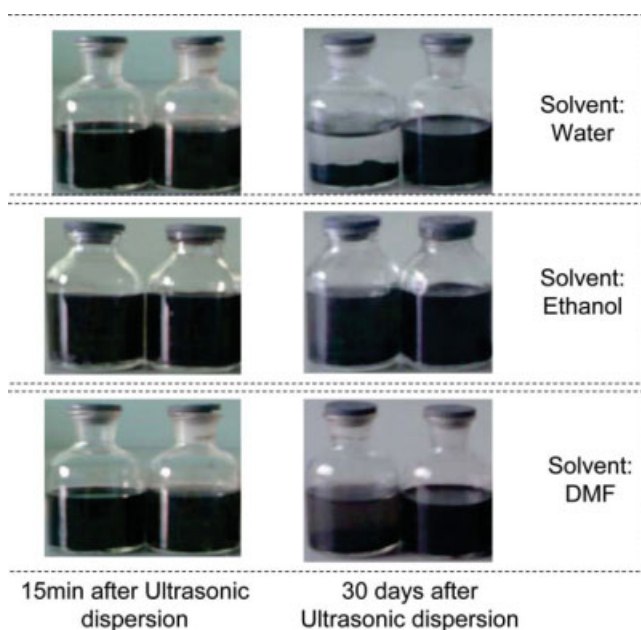 Solvent:
Water
Solvent:
Ethanol
Solvent:
DMF
15min after Ultrasonic
dispersion
30 days after
Ultrasonic dispersion